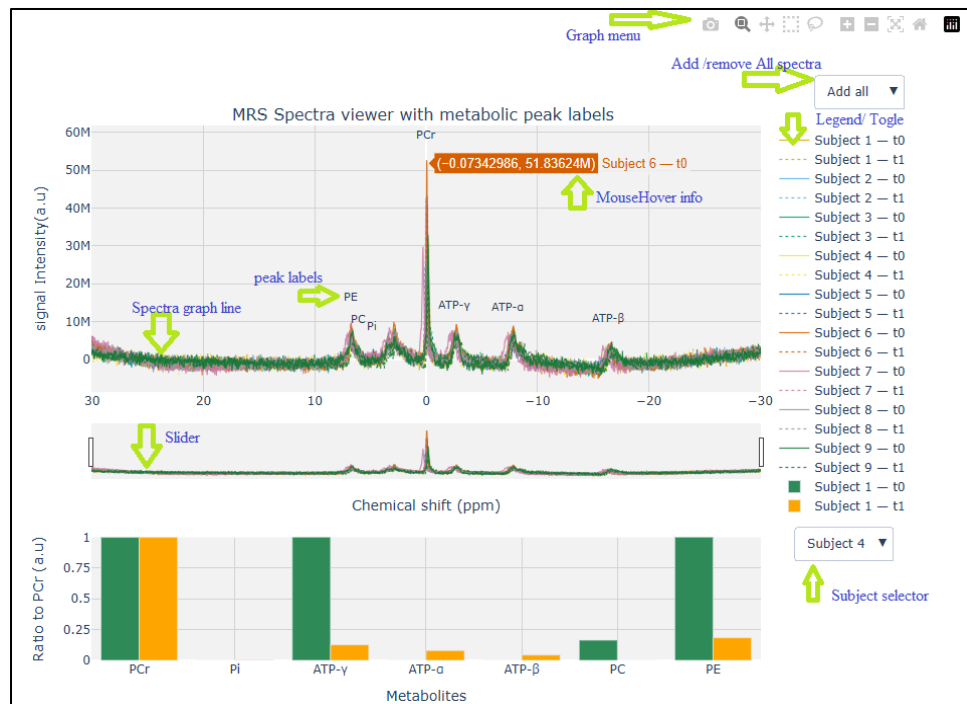 Graph menu
Add /remove All spectra
Add all ▼
MRS Spectra viewer with metabolic peak labels
Legend/ Togle
60M
50M
40M
30M
20M
10M
0
signal Intensity(a.u)
PCr
(−0.07342986, 51.83624M) Subject 6 — t0
MouseHover info
peak labels
PE
PC
Pi
ATP-γ
ATP-α
ATP-β
Spectra graph line
30
20
10
0
−10
−20
−30
Subject 1 — t0
Subject 1 — t1
Subject 2 — t0
Subject 2 — t1
Subject 3 — t0
Subject 3 — t1
Subject 4 — t0
Subject 4 — t1
Subject 5 — t0
Subject 5 — t1
Subject 6 — t0
Subject 6 — t1
Subject 7 — t0
Subject 7 — t1
Subject 8 — t0
Subject 8 — t1
Subject 9 — t0
Subject 9 — t1
Subject 1 — t0
Subject 1 — t1
Slider
Chemical shift (ppm)
Subject 4 ▼
Subject selector
Ratio to PCr (a.u)
1
0.75
0.5
0.25
0
PCr
Pi
ATP-γ
ATP-α
ATP-β
PC
PE
Metabolites